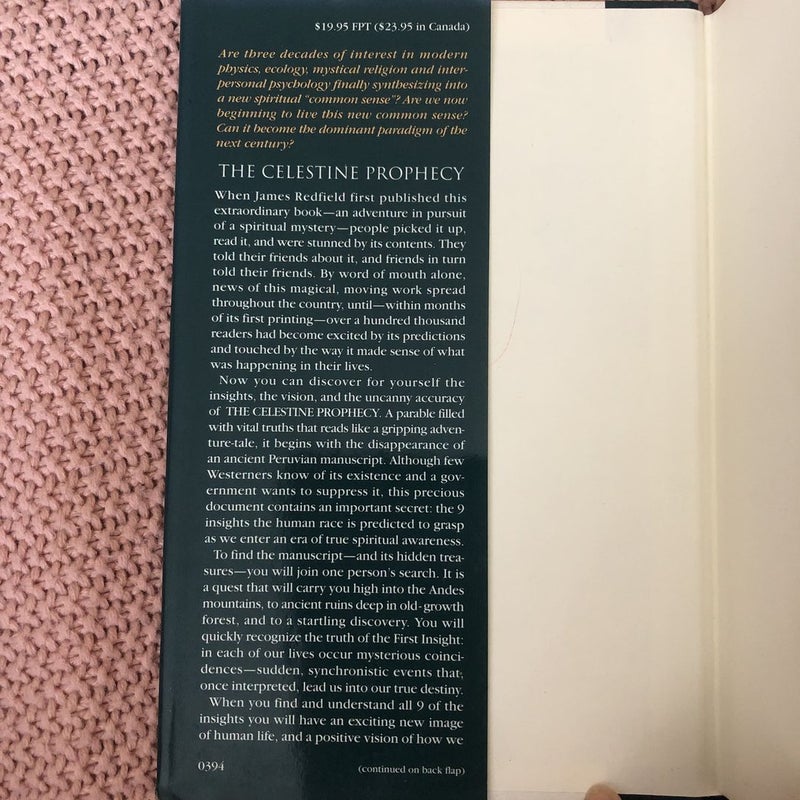 $19.95 FPT ($23.95 in Canada)
Are three decades of interest in modern
physics, ecology, mystical religion and inter-
personal psychology finally synthesizing into
a new spiritual “common sense”? Are we now
beginning to live this new common sense?
Can it become the dominant paradigm of the
next century?
THE CELESTINE PROPHECY
When James Redfield first published this
extraordinary book—an adventure in pursuit
of a spiritual mystery—people picked it up,
read it, and were stunned by its contents. They
told their friends about it, and friends in turn
told their friends. By word of mouth alone,
news of this magical, moving work spread
throughout the country, until—within months
of its first printing—over a hundred thousand
readers had become excited by its predictions
and touched by the way it made sense of what
was happening in their lives.
Now you can discover for yourself the
insights, the vision, and the uncanny accuracy
of THE CELESTINE PROPHECY. A parable filled
with vital truths that reads like a gripping adven-
ture-tale, it begins with the disappearance of
an ancient Peruvian manuscript. Although few
Westerners know of its existence and a gov-
ernment wants to suppress it, this precious
document contains an important secret: the 9
insights the human race is predicted to grasp
as we enter an era of true spiritual awareness.
To find the manuscript—and its hidden trea-
sures—you will join one person’s search. It is
a quest that will carry you high into the Andes
mountains, to ancient ruins deep in old-growth
forest, and to a startling discovery. You will
quickly recognize the truth of the First Insight:
in each of our lives occur mysterious coinci-
dences—sudden, synchronistic events that,
once interpreted, lead us into our true destiny.
When you find and understand all 9 of the
insights you will have an exciting new image
of human life, and a positive vision of how we
0394
(continued on back flap)